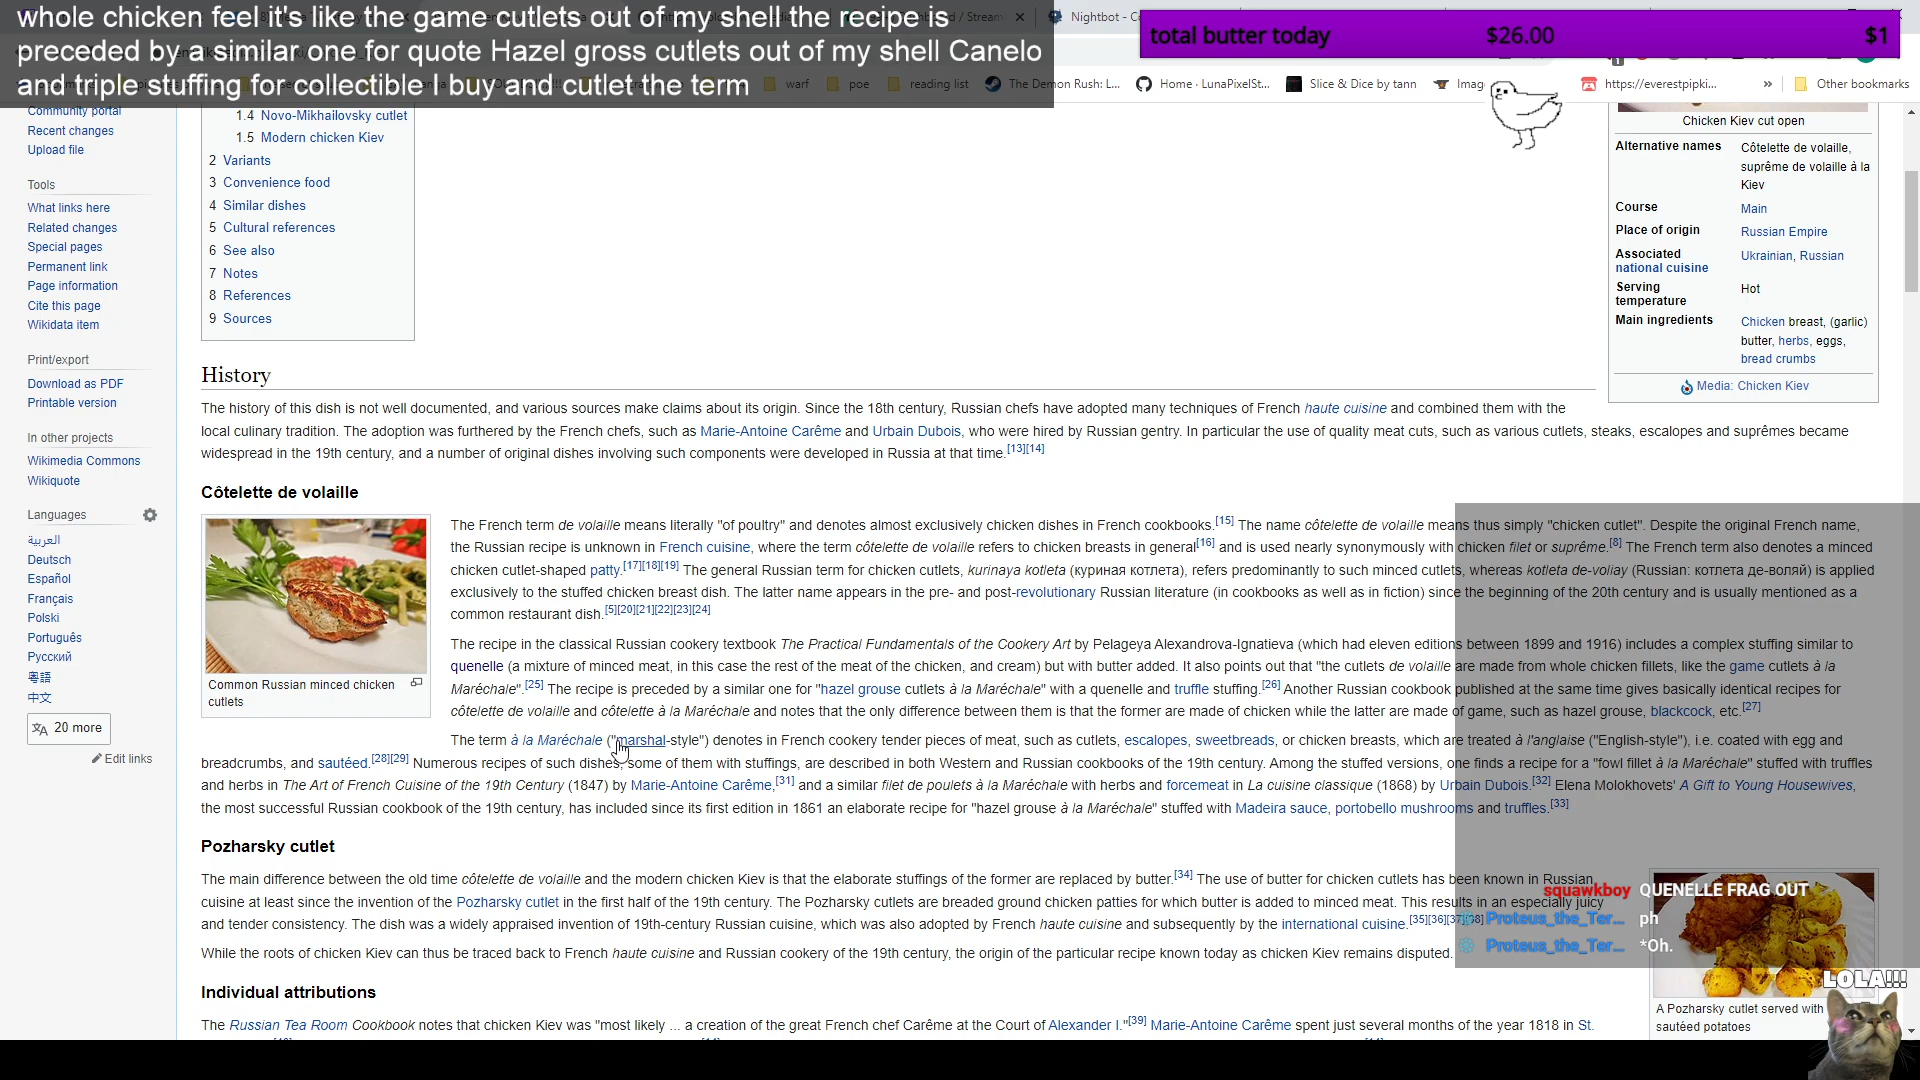 whole chicken feel it's like the game cutlets out of my shell the recipe is
preceded by a similar one for quote Hazel gross cutlets out of my shell Canelo
and triple stuffing for collectible I buy and cutlet the term
Nightbot - C
total butter today $26.00 $1
warf
poe
reading list
The Demon Rush: L...
Home · LunaPixelSt...
Slice & Dice by tann
Imag
https://everestpipki...
»
Other bookmarks
Community portal
Recent changes
Upload file
Tools
What links here
Related changes
Special pages
Permanent link
Page information
Cite this page
Wikidata item
Print/export
Download as PDF
Printable version
In other projects
Wikimedia Commons
Wikiquote
Languages
العربية
Deutsch
Español
Français
Polski
Português
Русский
粵語
中文
20 more
Edit links
1.4 Novo-Mikhailovsky cutlet
1.5 Modern chicken Kiev
2 Variants
3 Convenience food
4 Similar dishes
5 Cultural references
6 See also
7 Notes
8 References
9 Sources
Chicken Kiev cut open
Alternative names Côtelette de volaille,
suprême de volaille à la
Kiev
Course Main
Place of origin Russian Empire
Associated Ukrainian, Russian
national cuisine
Serving Hot
temperature
Main ingredients Chicken breast, (garlic)
butter, herbs, eggs,
bread crumbs
Media: Chicken Kiev
History
The history of this dish is not well documented, and various sources make claims about its origin. Since the 18th century, Russian chefs have adopted many techniques of French haute cuisine and combined them with the
local culinary tradition. The adoption was furthered by the French chefs, such as Marie-Antoine Carême and Urbain Dubois, who were hired by Russian gentry. In particular the use of quality meat cuts, such as various cutlets, steaks, escalopes and suprêmes became
widespread in the 19th century, and a number of original dishes involving such components were developed in Russia at that time.[13][14]
Côtelette de volaille
Common Russian minced chicken
cutlets
The French term de volaille means literally "of poultry" and denotes almost exclusively chicken dishes in French cookbooks.[15] The name côtelette de volaille means thus simply "chicken cutlet". Despite the original French name,
the Russian recipe is unknown in French cuisine, where the term côtelette de volaille refers to chicken breasts in general[16] and is used nearly synonymously with chicken filet or suprême.[8] The French term also denotes a minced
chicken cutlet-shaped patty.[17][18][19] The general Russian term for chicken cutlets, kurinaya kotleta (куриная котлета), refers predominantly to such minced cutlets, whereas kotleta de-voliay (Russian: котлета де-воляй) is applied
exclusively to the stuffed chicken breast dish. The latter name appears in the pre- and post-revolutionary Russian literature (in cookbooks as well as in fiction) since the beginning of the 20th century and is usually mentioned as a
common restaurant dish.[5][20][21][22][23][24]
The recipe in the classical Russian cookery textbook The Practical Fundamentals of the Cookery Art by Pelageya Alexandrova-Ignatieva (which had eleven editions between 1899 and 1916) includes a complex stuffing similar to
quenelle (a mixture of minced meat, in this case the rest of the meat of the chicken, and cream) but with butter added. It also points out that "the cutlets de volaille are made from whole chicken fillets, like the game cutlets à la
Maréchale".[25] The recipe is preceded by a similar one for "hazel grouse cutlets à la Maréchale" with a quenelle and truffle stuffing.[26] Another Russian cookbook published at the same time gives basically identical recipes for
côtelette de volaille and côtelette à la Maréchale and notes that the only difference between them is that the former are made of chicken while the latter are made of game, such as hazel grouse, blackcock, etc.[27]
The term à la Maréchale ("marshal-style") denotes in French cookery tender pieces of meat, such as cutlets, escalopes, sweetbreads, or chicken breasts, which are treated à l'anglaise ("English-style"), i.e. coated with egg and
breadcrumbs, and sautéed.[28][29] Numerous recipes of such dishes, some of them with stuffings, are described in both Western and Russian cookbooks of the 19th century. Among the stuffed versions, one finds a recipe for a "fowl fillet à la Maréchale" stuffed with truffles
and herbs in The Art of French Cuisine of the 19th Century (1847) by Marie-Antoine Carême,[31] and a similar filet de poulets à la Maréchale with herbs and forcemeat in La cuisine classique (1868) by Urbain Dubois.[32] Elena Molokhovets' A Gift to Young Housewives,
the most successful Russian cookbook of the 19th century, has included since its first edition in 1861 an elaborate recipe for "hazel grouse à la Maréchale" stuffed with Madeira sauce, portobello mushrooms and truffles.[33]
Pozharsky cutlet
The main difference between the old time côtelette de volaille and the modern chicken Kiev is that the elaborate stuffings of the former are replaced by butter.[34] The use of butter for chicken cutlets has been known in Russian
cuisine at least since the invention of the Pozharsky cutlet in the first half of the 19th century. The Pozharsky cutlets are breaded ground chicken patties for which butter is added to minced meat. This results in an especially juicy
and tender consistency. The dish was a widely appraised invention of 19th-century Russian cuisine, which was also adopted by French haute cuisine and subsequently by the international cuisine.[35][36][37][38]
While the roots of chicken Kiev can thus be traced back to French haute cuisine and Russian cookery of the 19th century, the origin of the particular recipe known today as chicken Kiev remains disputed.
squawkboy QUENELLE FRAG OUT
Proteus_the_Ter... ph
Proteus_the_Ter... *Oh.
LOLA!!!
A Pozharsky cutlet served with
sautéed potatoes
Individual attributions
The Russian Tea Room Cookbook notes that chicken Kiev was "most likely ... a creation of the great French chef Carême at the Court of Alexander I."[39] Marie-Antoine Carême spent just several months of the year 1818 in St.